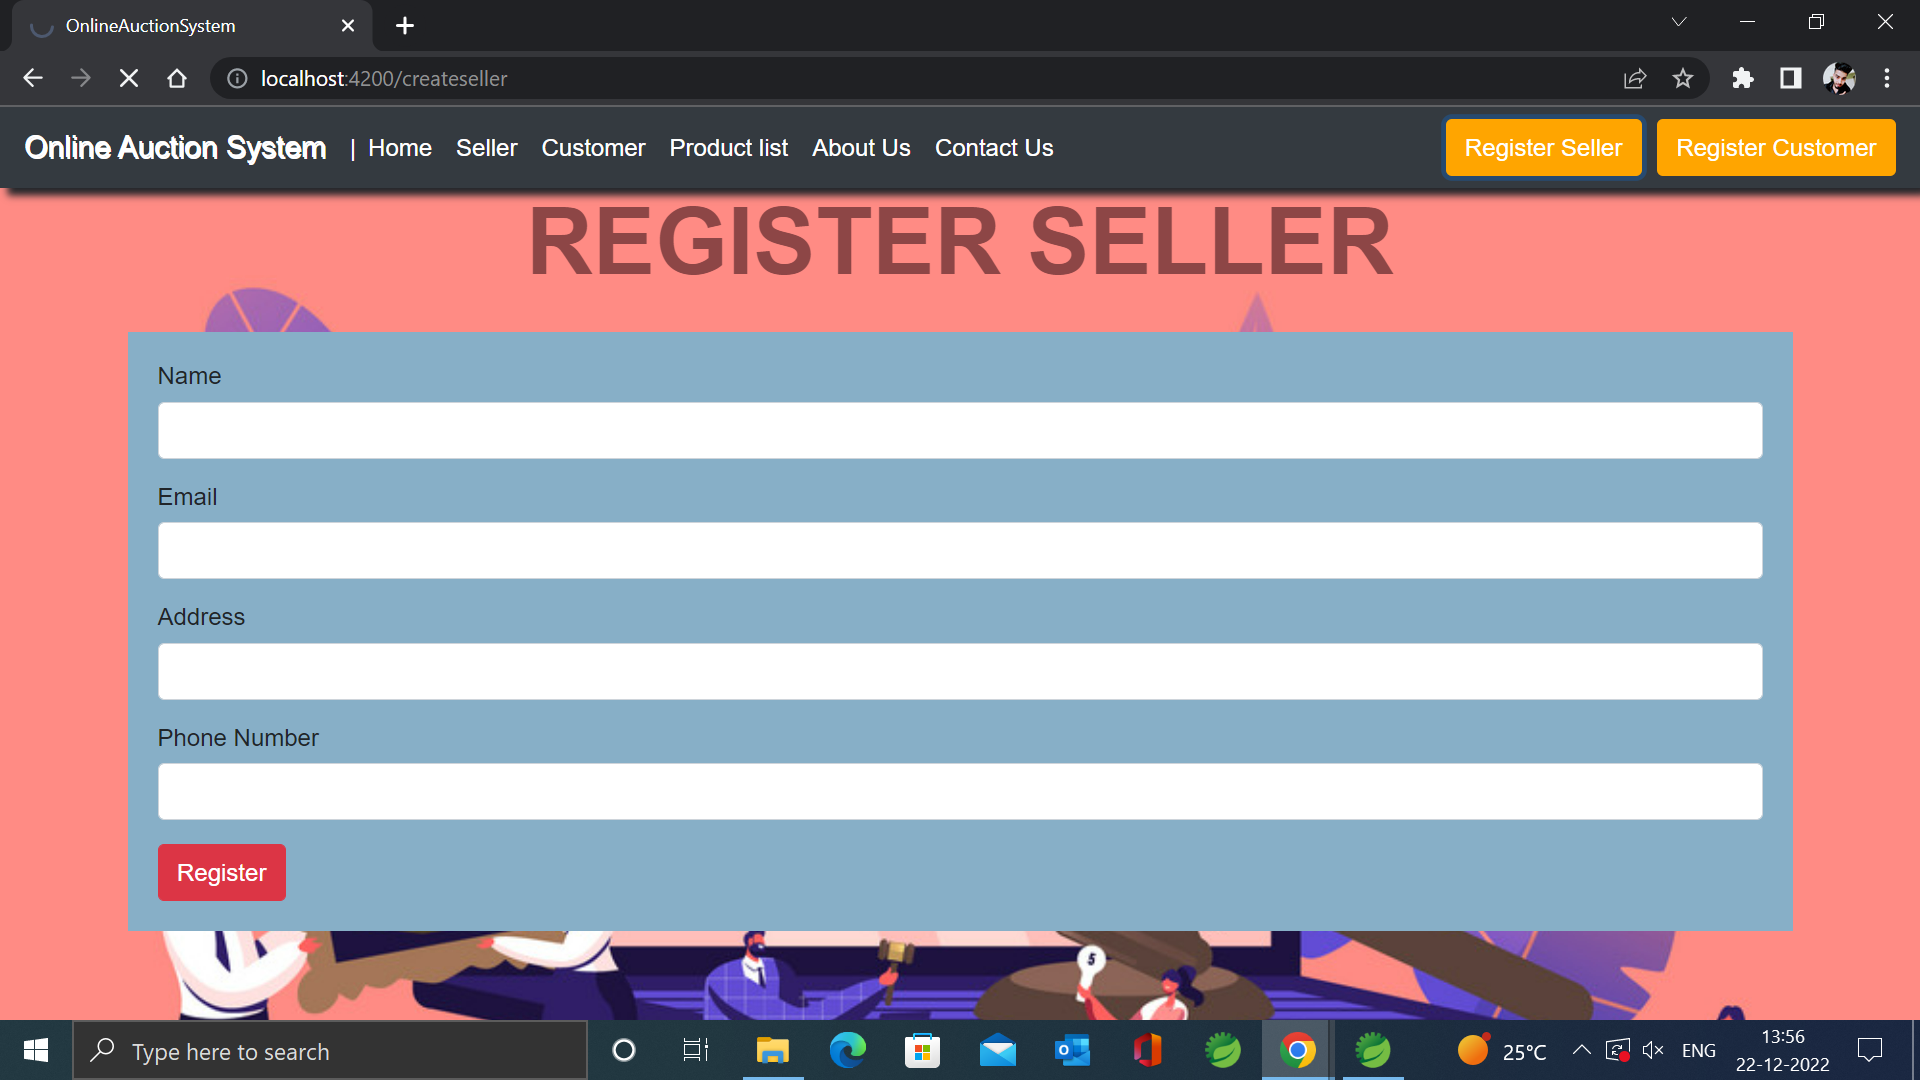 OnlineAuctionSystem
localhost:4200/createseller
Online Auction System | Home Seller Customer Product list About Us Contact Us Register Seller Register Customer
REGISTER SELLER
Name
Email
Address
Phone Number
Register
5
Type here to search
25°C
ENG
13:56
22-12-2022